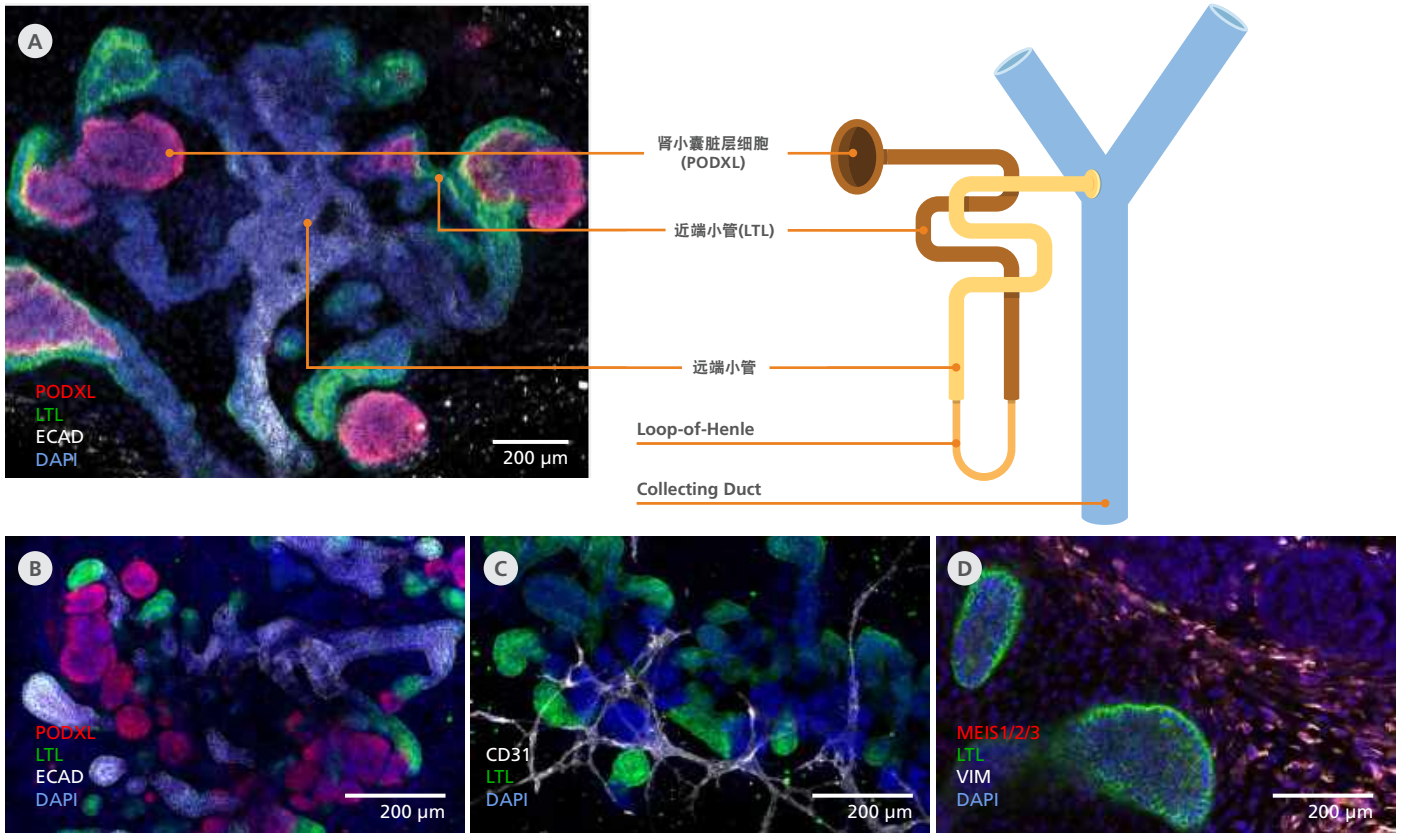 A
PODXL
LTL
ECAD
DAPI
200 µm
肾小囊脏层细胞
(PODXL)
近端小管(LTL)
远端小管
Loop-of-Henle
Collecting Duct
B
PODXL
LTL
ECAD
DAPI
200 µm
C
CD31
LTL
DAPI
200 µm
D
MEIS1/2/3
LTL
VIM
DAPI
200 µm